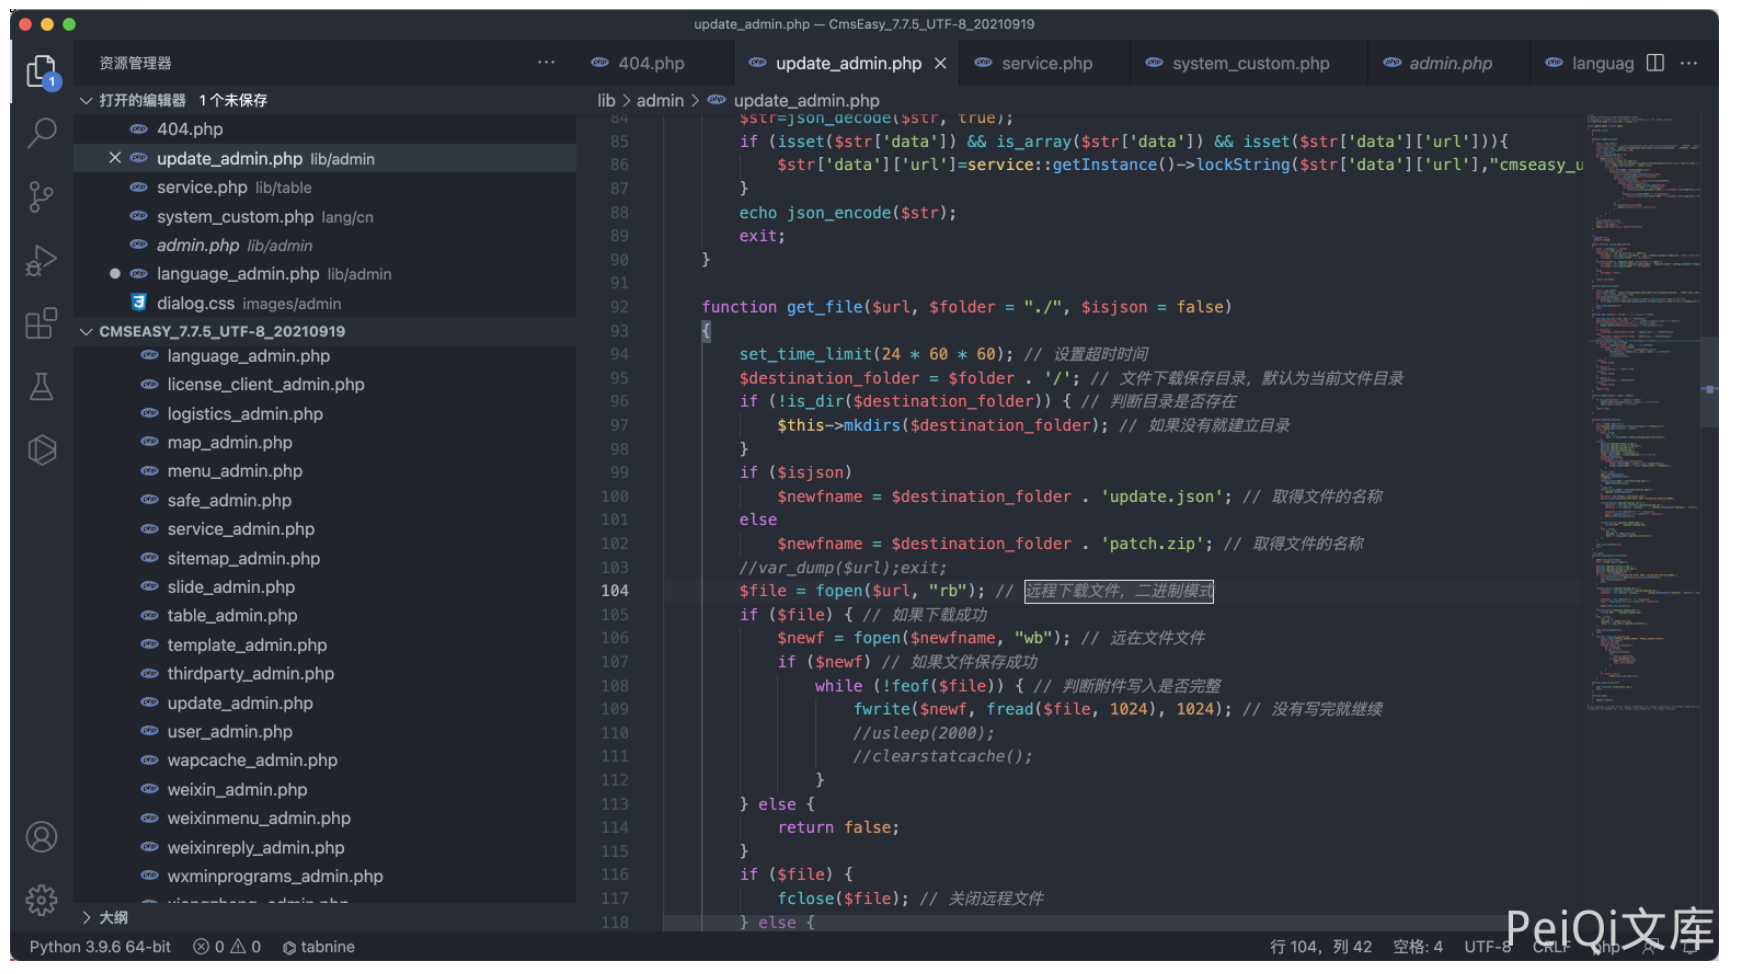 update_admin.php — CmsEasy_7.7.5_UTF-8_20210919
资源管理器 ···
404.php update_admin.php service.php system_custom.php admin.php languag ···
1
打开的编辑器 1 个未保存
lib > admin > update_admin.php
404.php
update_admin.php lib/admin
service.php lib/table
system_custom.php lang/cn
admin.php lib/admin
language_admin.php lib/admin
dialog.css images/admin
CMSEASY_7.7.5_UTF-8_20210919
language_admin.php
license_client_admin.php
logistics_admin.php
map_admin.php
menu_admin.php
safe_admin.php
service_admin.php
sitemap_admin.php
slide_admin.php
table_admin.php
template_admin.php
thirdparty_admin.php
update_admin.php
user_admin.php
wapcache_admin.php
weixin_admin.php
weixinmenu_admin.php
weixinreply_admin.php
wxminprograms_admin.php
大纲
84 $str=json_decode($str, true);
85 if (isset($str['data']) && is_array($str['data']) && isset($str['data']['url'])){
86 $str['data']['url']=service::getInstance()->lockString($str['data']['url'],"cmseasy_u
87 }
88 echo json_encode($str);
89 exit;
90 }
91
92 function get_file($url, $folder = "./", $isjson = false)
93 {
94 set_time_limit(24 * 60 * 60); // 设置超时时间
95 $destination_folder = $folder . '/'; // 文件下载保存目录，默认为当前文件目录
96 if (!is_dir($destination_folder)) { // 判断目录是否存在
97 $this->mkdirs($destination_folder); // 如果没有就建立目录
98 }
99 if ($isjson)
100 $newfname = $destination_folder . 'update.json'; // 取得文件的名称
101 else
102 $newfname = $destination_folder . 'patch.zip'; // 取得文件的名称
103 //var_dump($url);exit;
104 $file = fopen($url, "rb"); // 远程下载文件，二进制模式
105 if ($file) { // 如果下载成功
106 $newf = fopen($newfname, "wb"); // 远在文件文件
107 if ($newf) // 如果文件保存成功
108 while (!feof($file)) { // 判断附件写入是否完整
109 fwrite($newf, fread($file, 1024), 1024); // 没有写完就继续
110 //usleep(2000);
111 //clearstatcache();
112 }
113 } else {
114 return false;
115 }
116 if ($file) {
117 fclose($file); // 关闭远程文件
118 } else {
Python 3.9.6 64-bit 0 0 tabnine 行 104，列 42 空格: 4 UTF-8 CRLF php
PeiQi文库